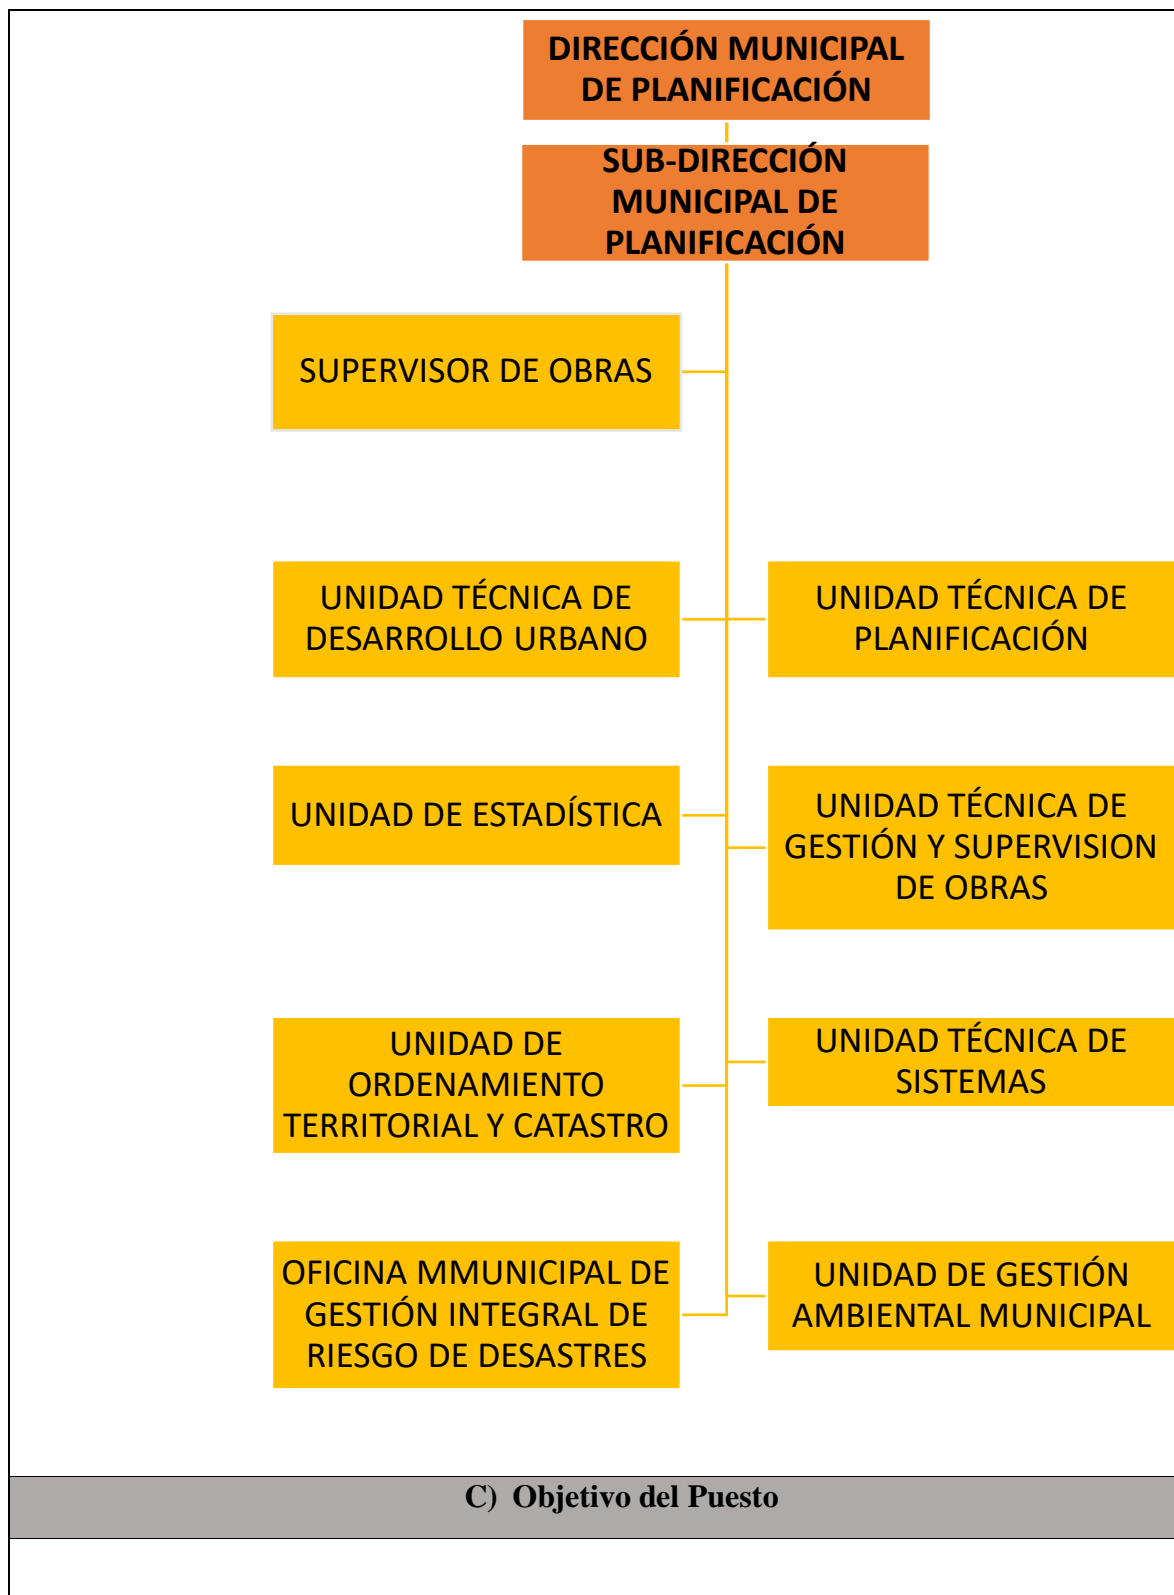 DIRECCIÓN MUNICIPAL
DE PLANIFICACIÓN
SUB-DIRECCIÓN
MUNICIPAL DE
PLANIFICACIÓN
SUPERVISOR DE OBRAS
UNIDAD TÉCNICA DE
DESARROLLO URBANO
UNIDAD TÉCNICA DE
PLANIFICACIÓN
UNIDAD DE ESTADÍSTICA
UNIDAD TÉCNICA DE
GESTIÓN Y SUPERVISION
DE OBRAS
UNIDAD DE
ORDENAMIENTO
TERRITORIAL Y CATASTRO
UNIDAD TÉCNICA DE
SISTEMAS
OFICINA MMUNICIPAL DE
GESTIÓN INTEGRAL DE
RIESGO DE DESASTRES
UNIDAD DE GESTIÓN
AMBIENTAL MUNICIPAL
C) Objetivo del Puesto